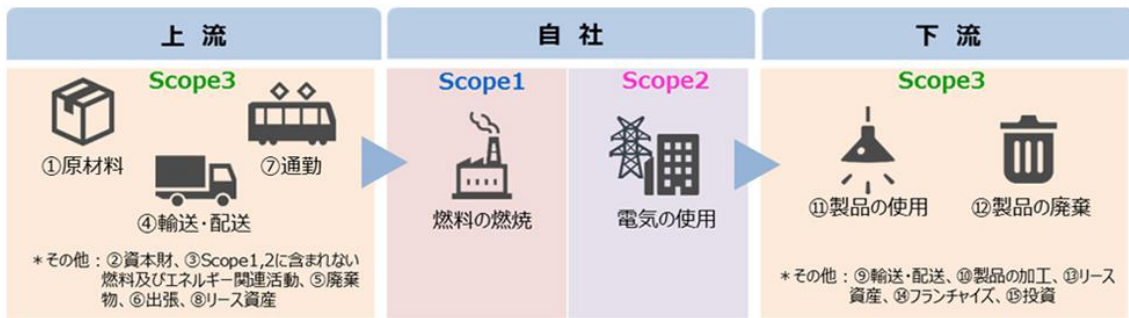 上流
Scope3
①原材料
⑦通勤
④輸送・配送
＊その他：②資本財、③Scope1,2に含まれない
燃料及びエネルギー関連活動、⑤廃棄
物、⑥出張、⑧リース資産
自社
Scope1
燃料の燃焼
Scope2
電気の使用
下流
Scope3
⑪製品の使用
⑫製品の廃棄
＊その他：⑨輸送・配送、⑩製品の加工、⑬リース
資産、⑭フランチャイズ、⑮投資